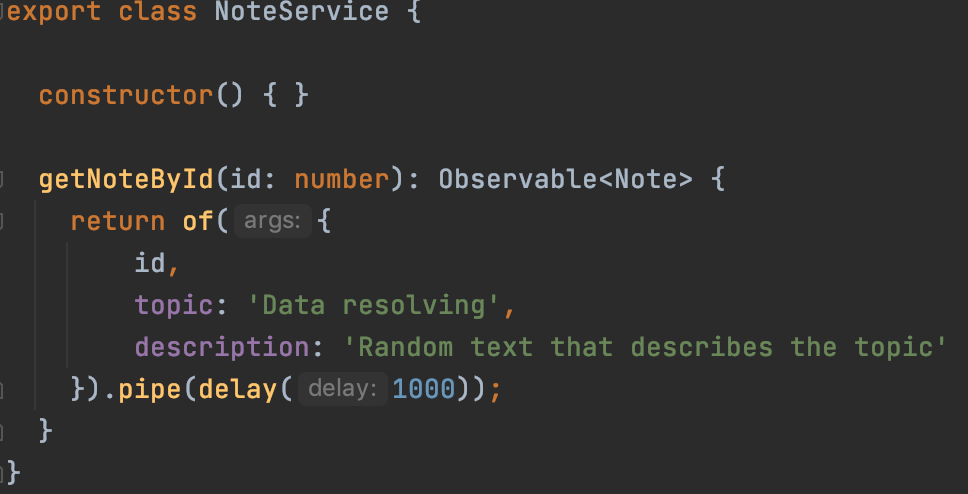 export class NoteService {
constructor() { }
getNoteById(id: number): Observable<Note> {
return of( args: {
id,
topic: 'Data resolving',
description: 'Random text that describes the topic'
}).pipe(delay( delay: 1000));
}
}